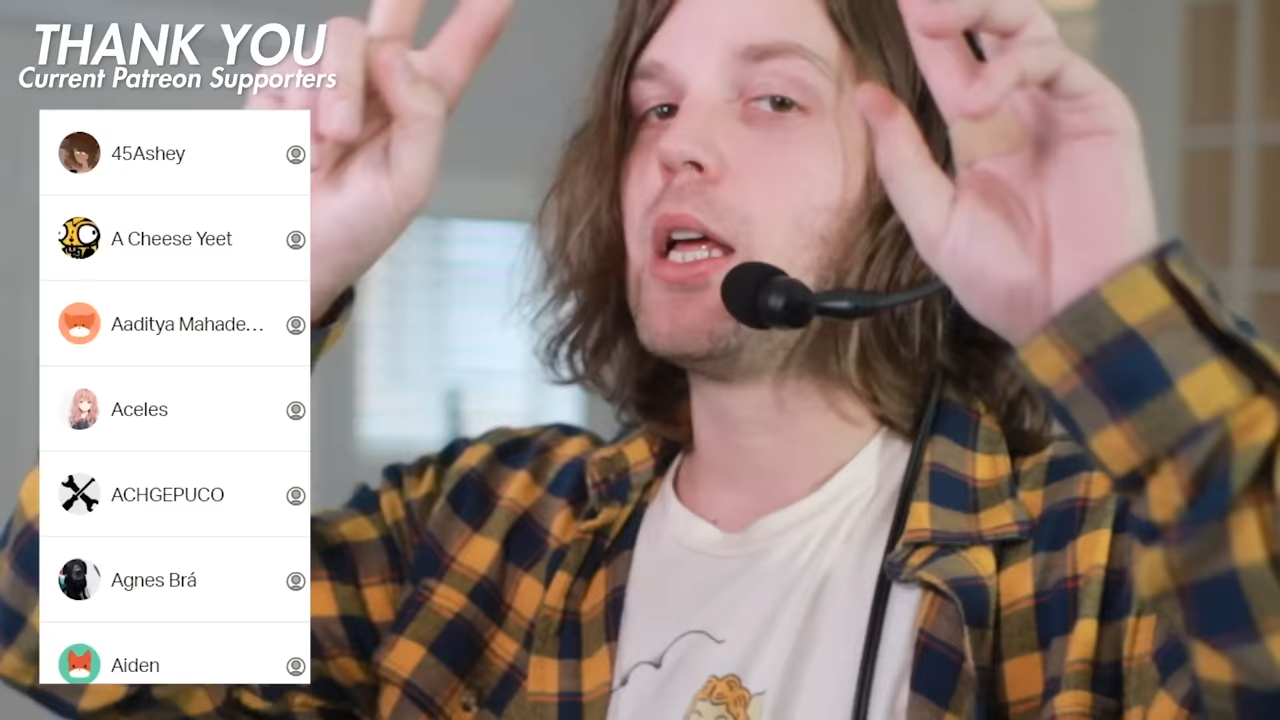 THANK YOU
Current Patreon Supporters
45Ashey
A Cheese Yeet
Aaditya Mahade...
Aceles
ACHGEPUCO
Agnes Brá
Aiden